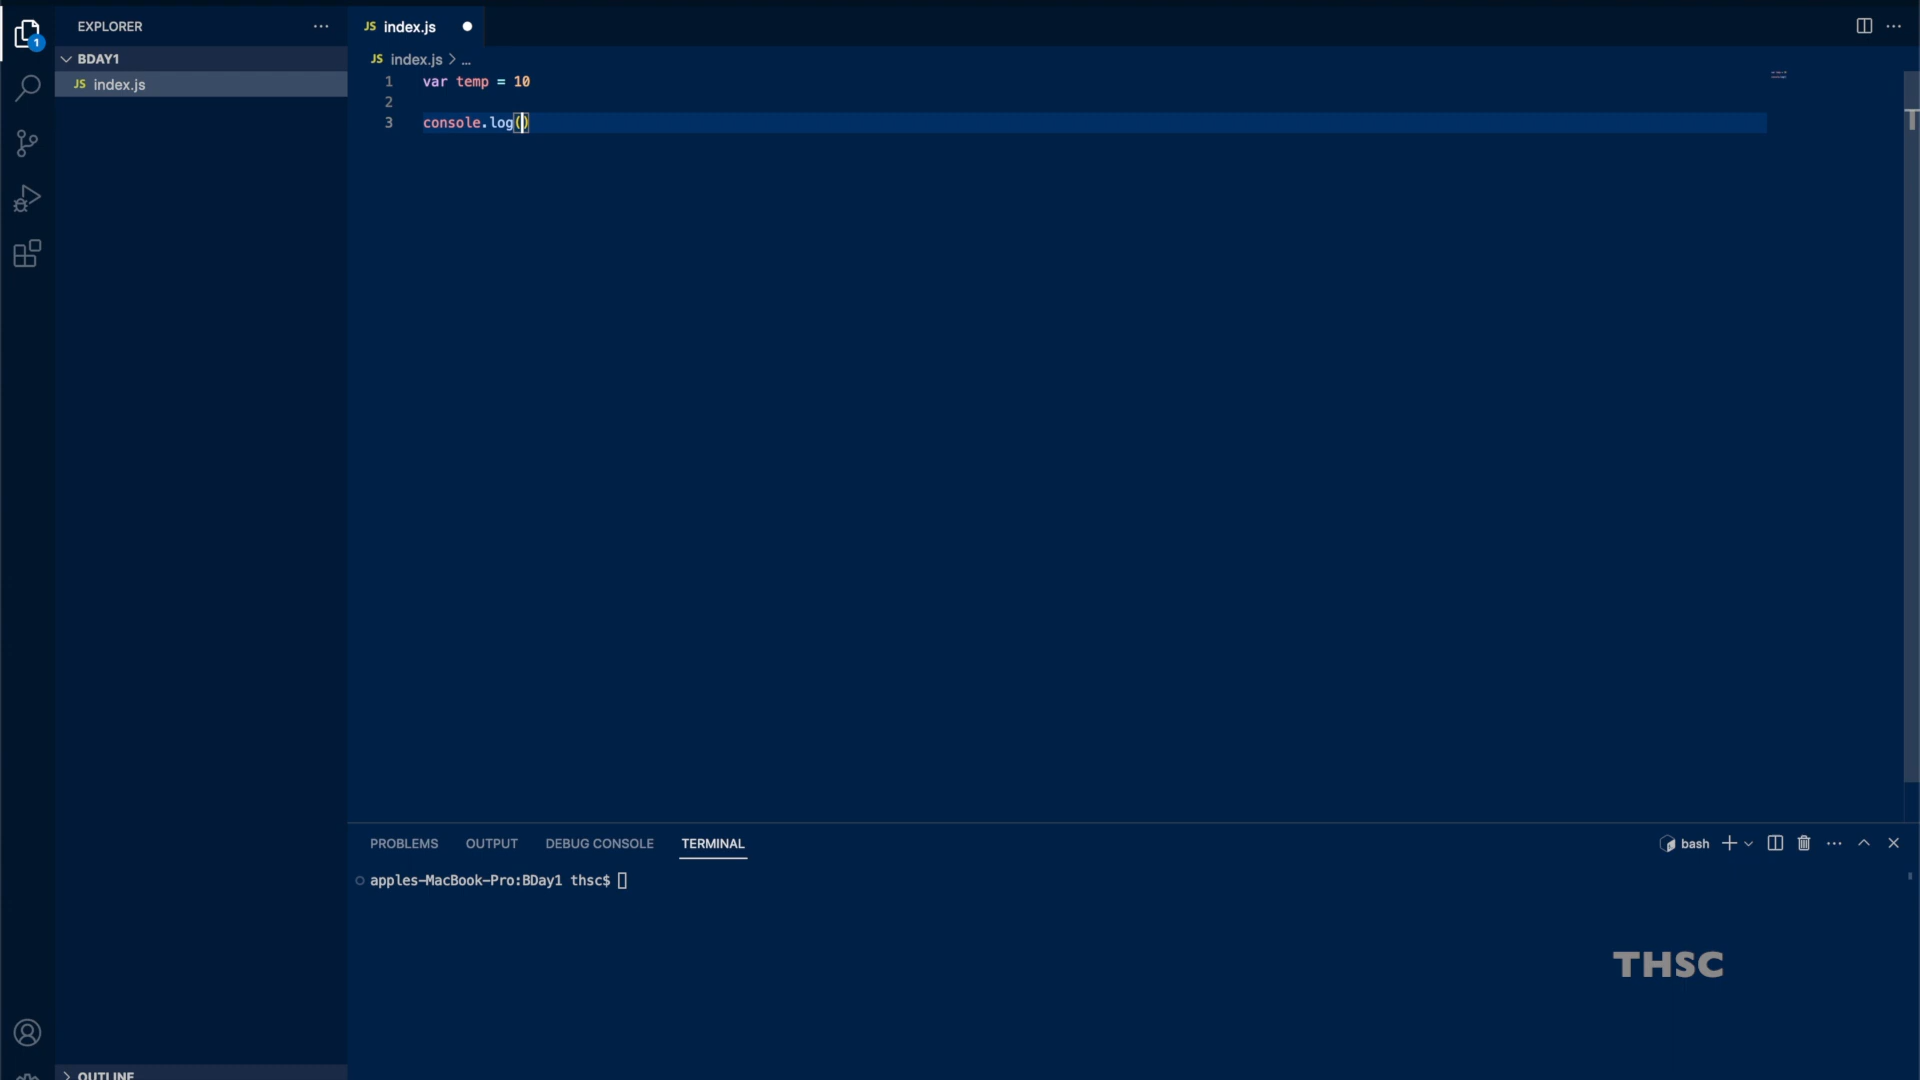 EXPLORER
BDAY1
JS index.js
1
JS index.js
JS index.js > ...
1 var temp = 10
2
3 console.log()
T
PROBLEMS OUTPUT DEBUG CONSOLE TERMINAL
bash
apples-MacBook-Pro:BDay1 thsc$
THSC
OUTLINE